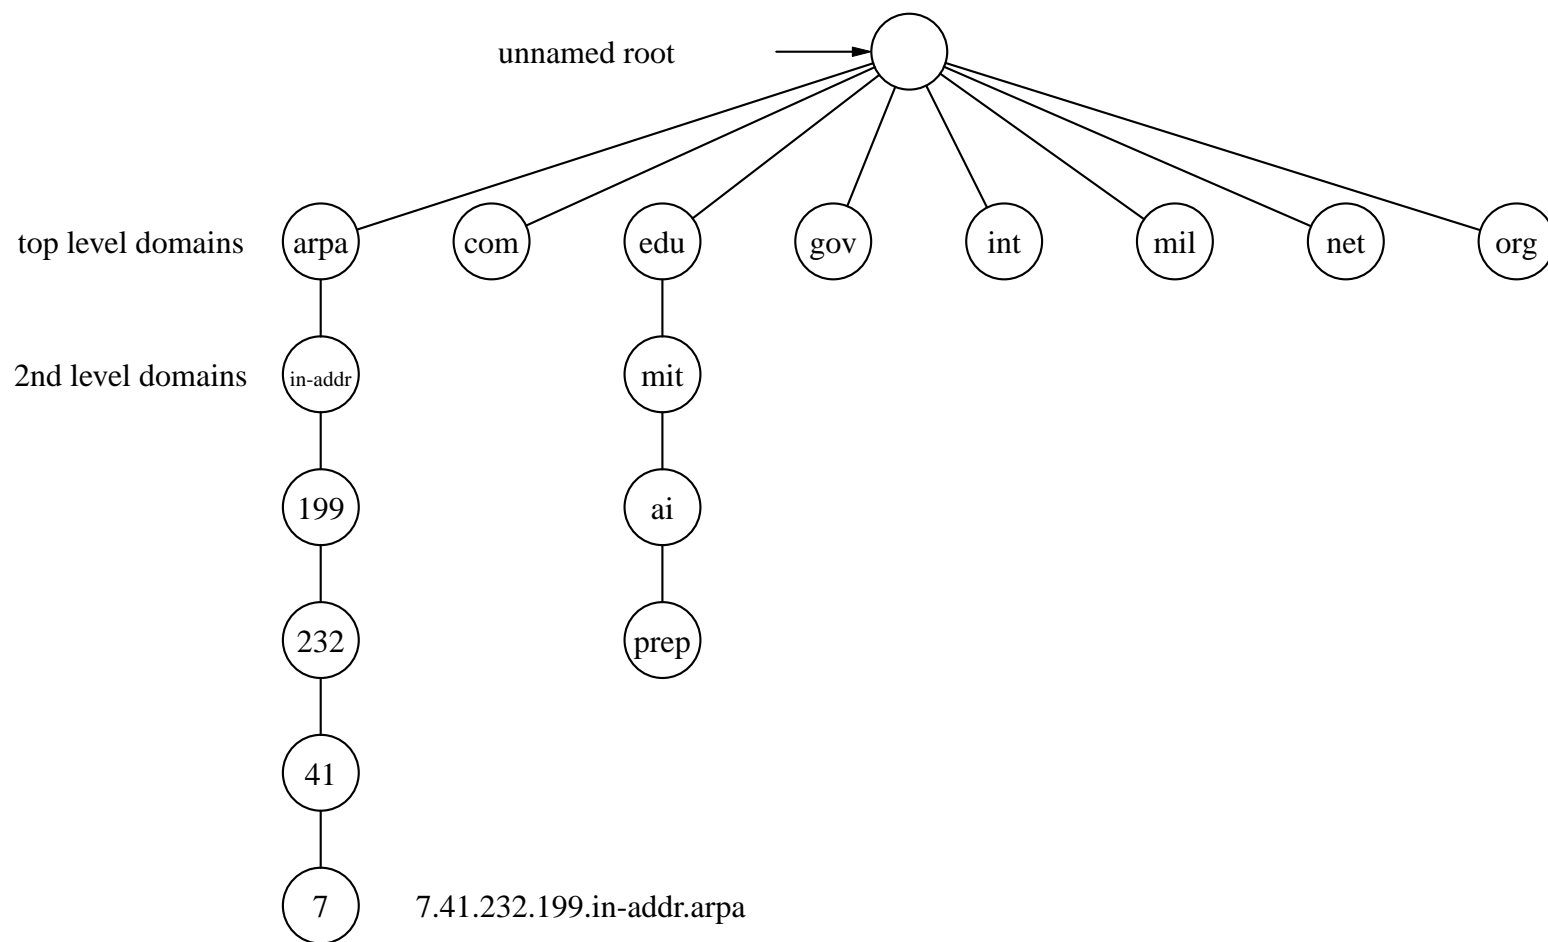 unnamed root
top level domains arpa com edu gov int mil net org
2nd level domains in-addr mit
199 ai
232 prep
41
7 7.41.232.199.in-addr.arpa